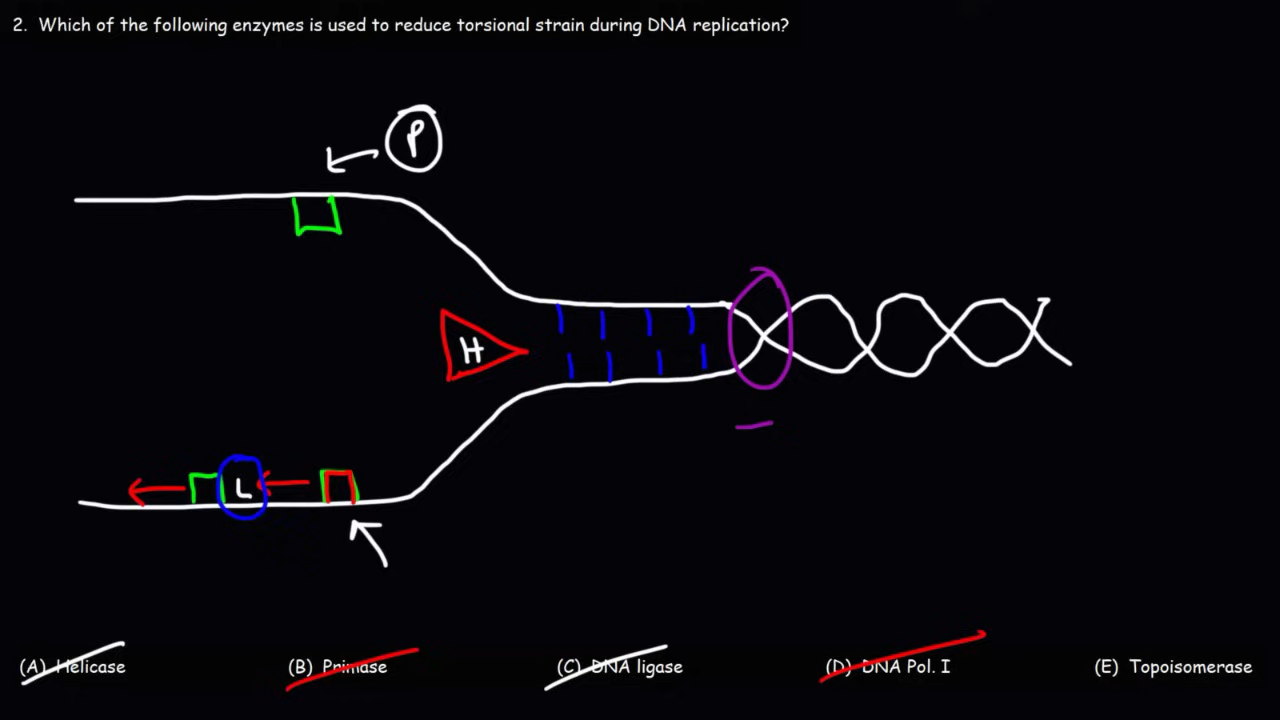 2. Which of the following enzymes is used to reduce torsional strain during DNA replication?
P
H
L
(A) Helicase (B) Primase (C) DNA ligase (D) DNA Pol. I (E) Topoisomerase